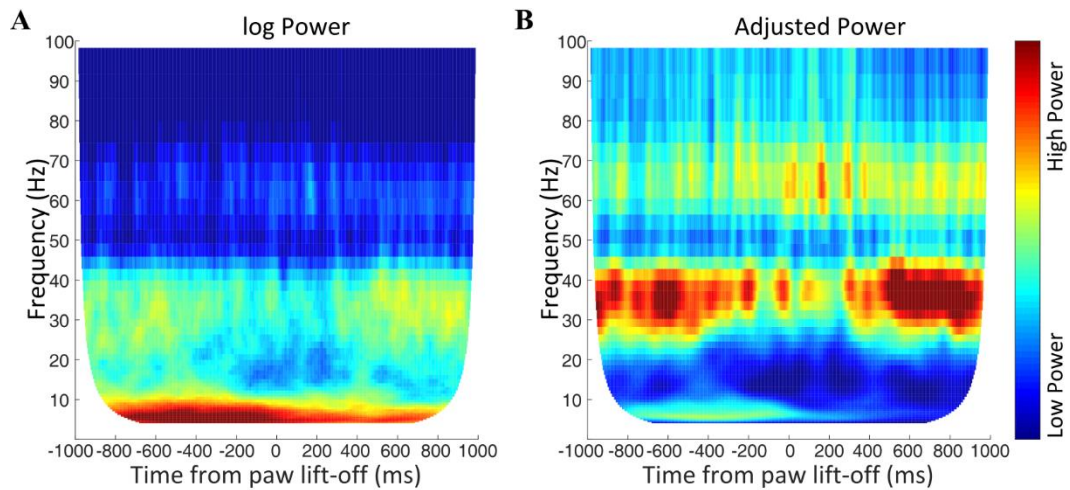 A
log Power
100
90
80
70
60
50
40
30
20
10
Frequency (Hz)
-1000 -800 -600 -400 -200 0 200 400 600 800 1000
Time from paw lift-off (ms)
B
Adjusted Power
100
90
80
70
60
50
40
30
20
10
Frequency (Hz)
-1000 -800 -600 -400 -200 0 200 400 600 800 1000
Time from paw lift-off (ms)
High Power
Low Power